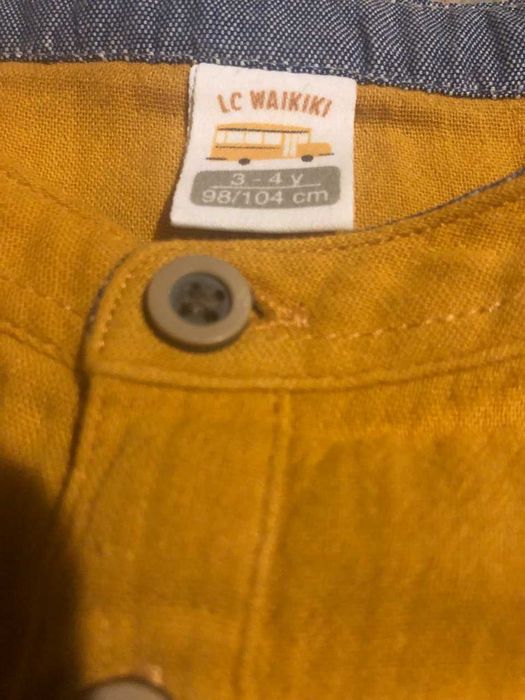 LC WAIKIKI
3 - 4 y
98/104 cm